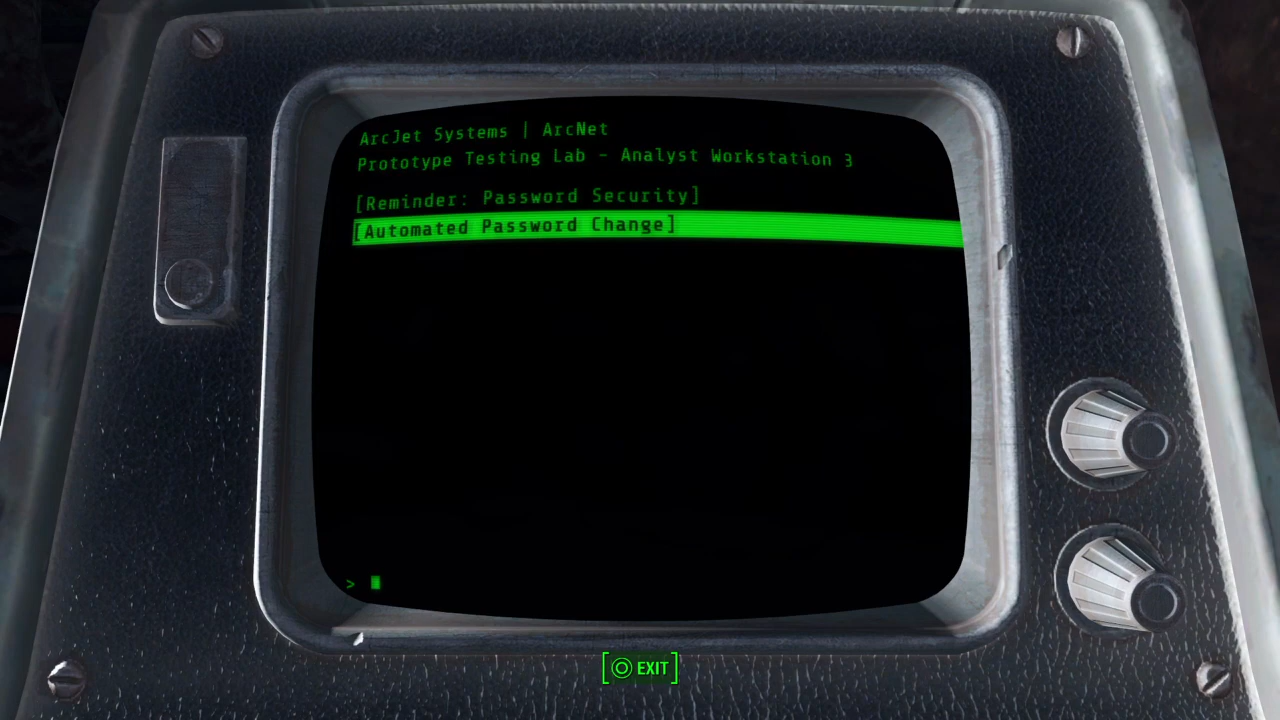 ArcJet Systems | ArcNet
Prototype Testing Lab - Analyst Workstation 3
[Reminder: Password Security]
[Automated Password Change]
>
[EXIT]